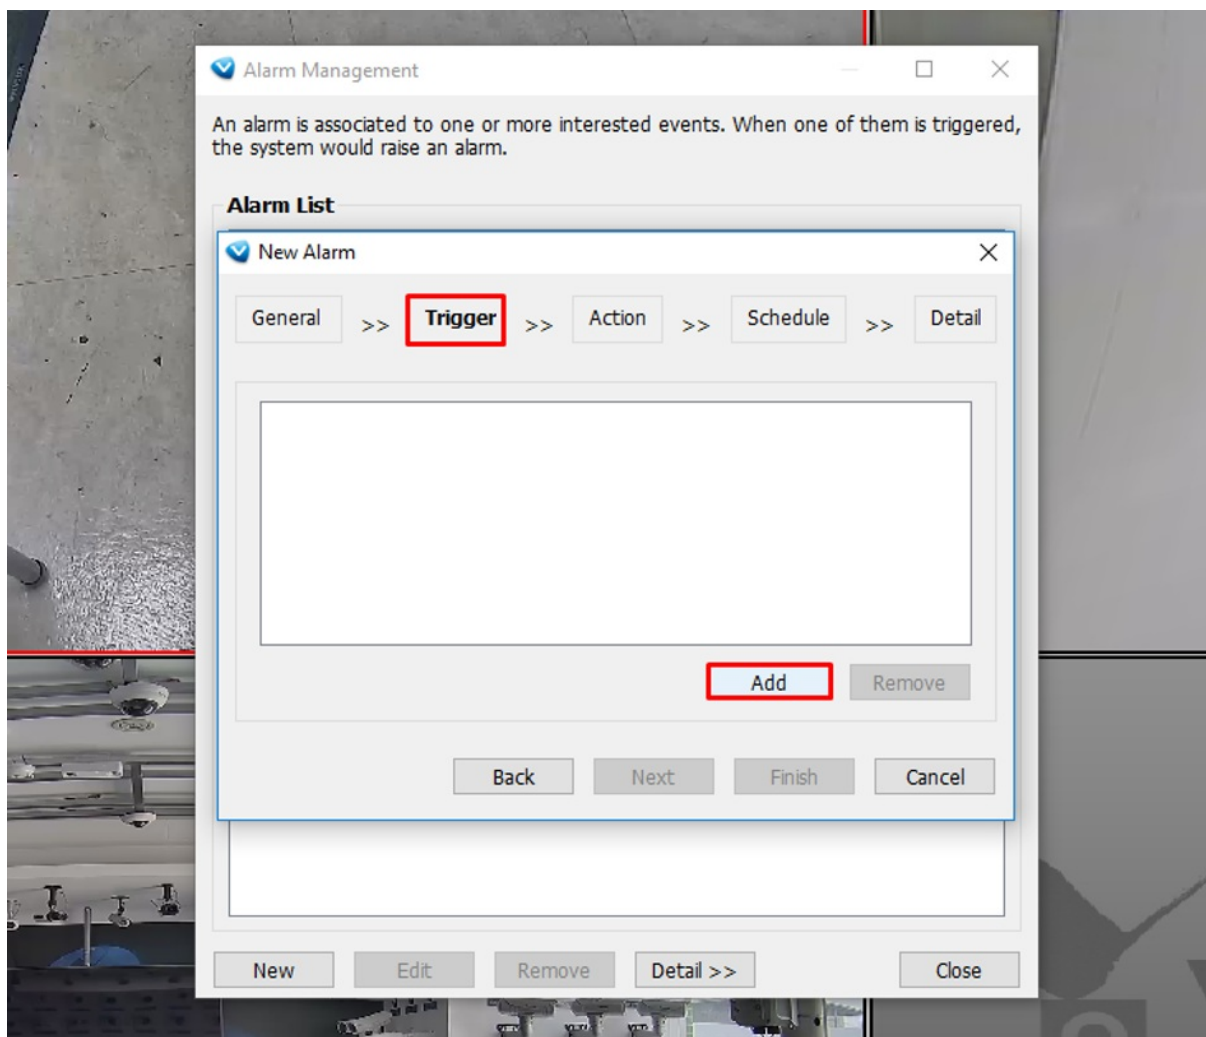 Alarm Management
An alarm is associated to one or more interested events. When one of them is triggered,
the system would raise an alarm.
Alarm List
New Alarm
General >> Trigger >> Action >> Schedule >> Detail
Add Remove
Back Next Finish Cancel
New Edit Remove Detail >> Close